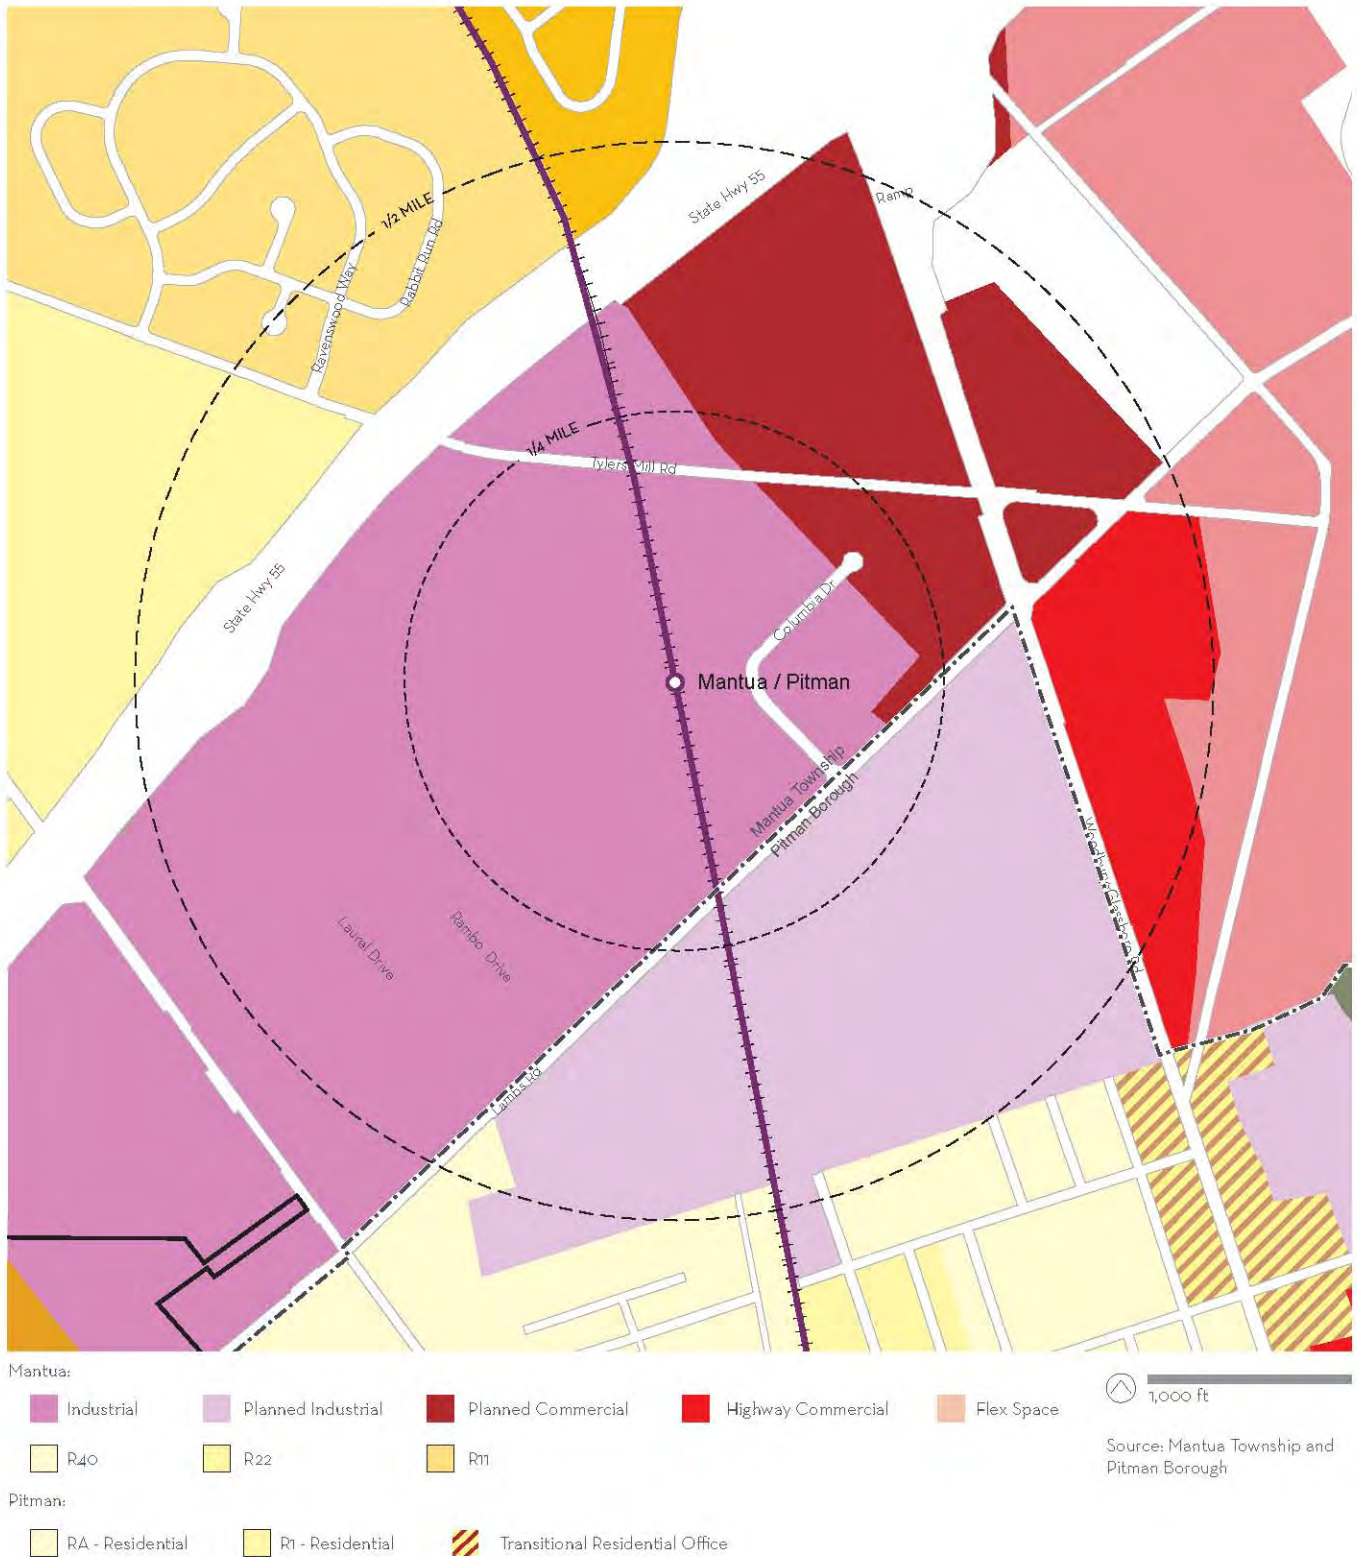 State Hwy 55
Ramp
1/2 MILE
Rabbit Run Rd
Ravenswood Way
1/4 MILE
Tylers Mill Rd
State Hwy 55
Columbia Dr
Mantua / Pitman
Mantua Township
Pitman Borough
Woodbury Glassboro Rd
Laurel Drive
Rambo Drive
Lambs Rd
Mantua:
Industrial
Planned Industrial
Planned Commercial
Highway Commercial
Flex Space
1,000 ft
R40
R22
R11
Source: Mantua Township and
Pitman Borough
Pitman:
RA - Residential
R1 - Residential
Transitional Residential Office